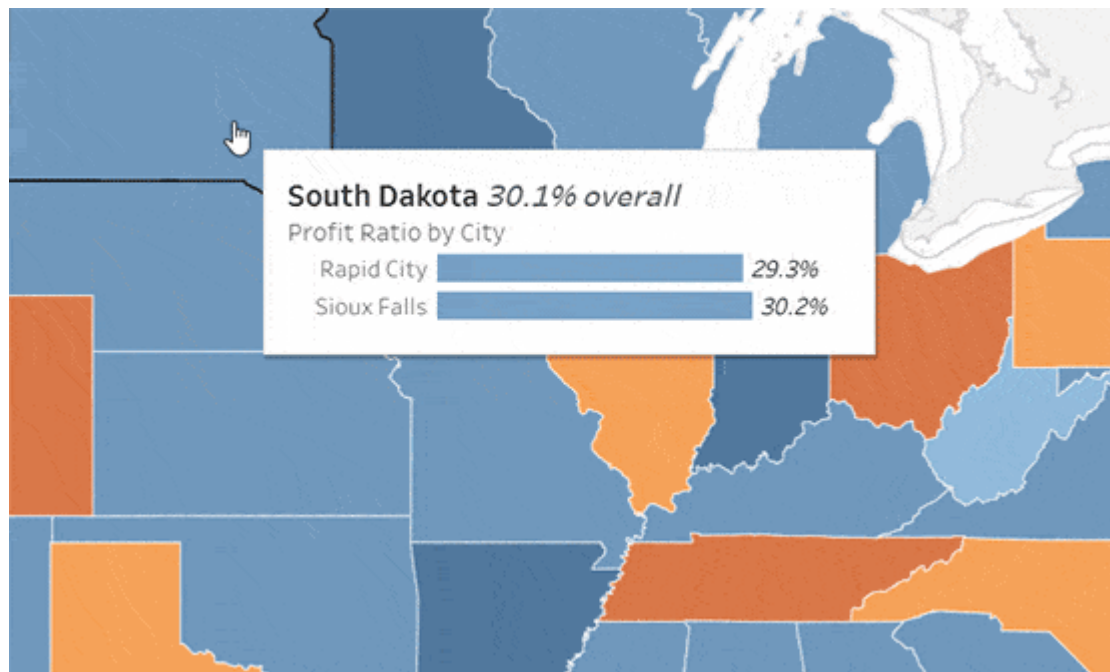 South Dakota 30.1% overall
Profit Ratio by City
Rapid City 29.3%
Sioux Falls 30.2%